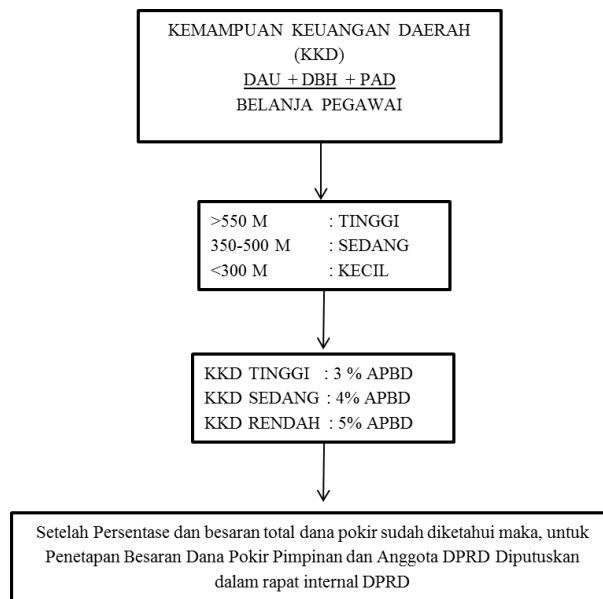 KEMAMPUAN KEUANGAN DAERAH
(KKD)
DAU + DBH + PAD
BELANJA PEGAWAI
>550 M : TINGGI
350-500 M : SEDANG
<300 M : KECIL
KKD TINGGI : 3 % APBD
KKD SEDANG : 4% APBD
KKD RENDAH : 5% APBD
Setelah Persentase dan besaran total dana pokir sudah diketahui maka, untuk
Penetapan Besaran Dana Pokir Pimpinan dan Anggota DPRD Diputuskan
dalam rapat internal DPRD